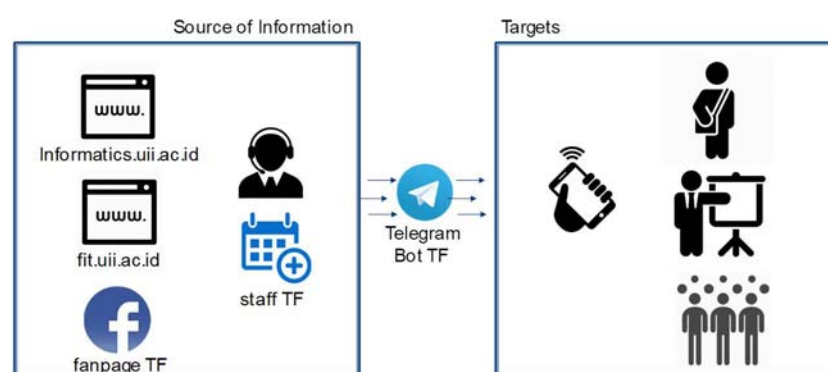 Source of Information
Targets
www.
Informatics.uii.ac.id
www.
fit.uii.ac.id
fanpage TF
staff TF
Telegram
Bot TF